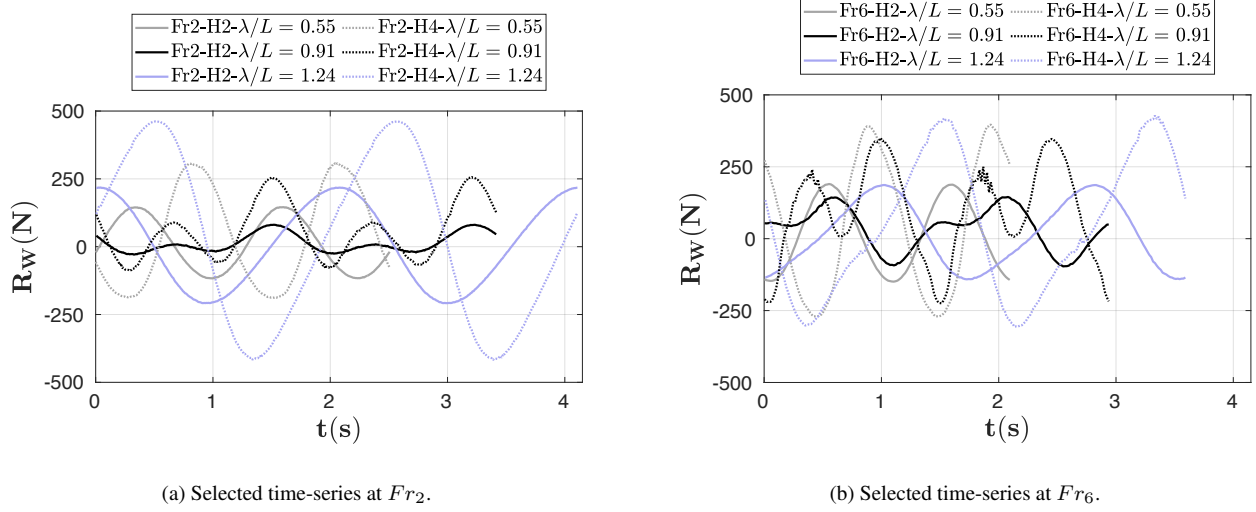 Fr2-H2-λ/L = 0.55 Fr2-H4-λ/L = 0.55
Fr2-H2-λ/L = 0.91 Fr2-H4-λ/L = 0.91
Fr2-H2-λ/L = 1.24 Fr2-H4-λ/L = 1.24
500
250
0
-250
-500
R_W(N)
0 1 2 3 4
t(s)
(a) Selected time-series at Fr_2.
Fr6-H2-λ/L = 0.55 Fr6-H4-λ/L = 0.55
Fr6-H2-λ/L = 0.91 Fr6-H4-λ/L = 0.91
Fr6-H2-λ/L = 1.24 Fr6-H4-λ/L = 1.24
500
250
0
-250
-500
R_W(N)
0 1 2 3 4
t(s)
(b) Selected time-series at Fr_6.